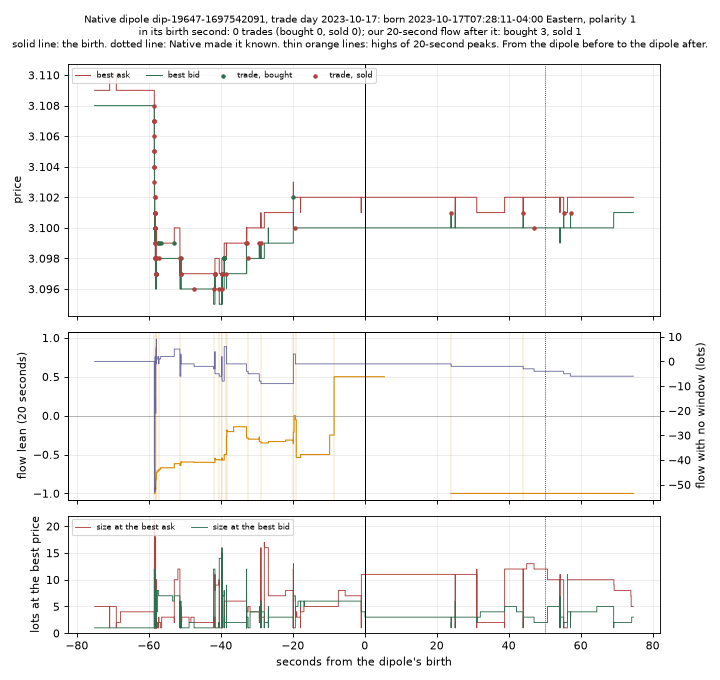 Native dipole dip-19647-1697542091, trade day 2023-10-17: born 2023-10-17T07:28:11-04:00 Eastern, polarity 1
in its birth second: 0 trades (bought 0, sold 0); our 20-second flow after it: bought 3, sold 1
solid line: the birth. dotted line: Native made it known. thin orange lines: highs of 20-second peaks. From the dipole before to the dipole after.
best ask best bid trade, bought trade, sold
3.110
3.108
3.106
3.104
3.102
3.100
3.098
3.096
price
1.0
0.5
0.0
−0.5
−1.0
flow lean (20 seconds)
10
0
−10
−20
−30
−40
−50
flow with no window (lots)
size at the best ask size at the best bid
20
15
10
5
0
lots at the best price
−80 −60 −40 −20 0 20 40 60 80
seconds from the dipole's birth